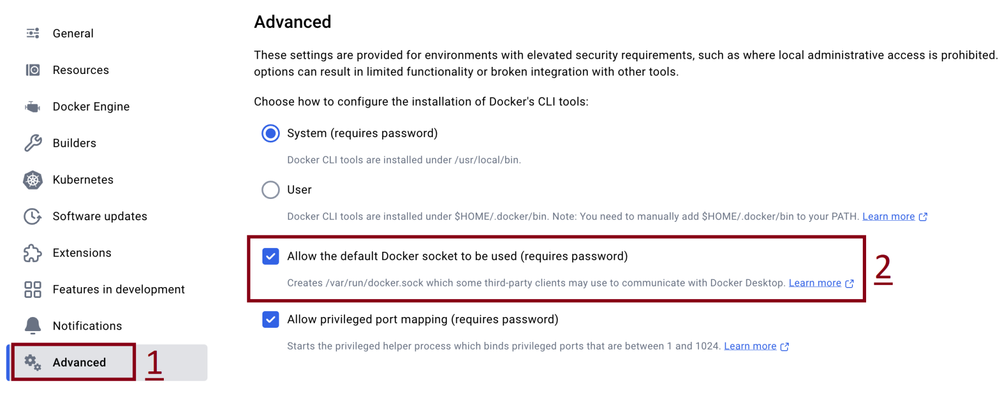 General
Resources
Docker Engine
Builders
Kubernetes
Software updates
Extensions
Features in development
Notifications
Advanced
1
Advanced
These settings are provided for environments with elevated security requirements, such as where local administrative access is prohibited.
options can result in limited functionality or broken integration with other tools.
Choose how to configure the installation of Docker's CLI tools:
System (requires password)
Docker CLI tools are installed under /usr/local/bin.
User
Docker CLI tools are installed under $HOME/.docker/bin. Note: You need to manually add $HOME/.docker/bin to your PATH. Learn more
Allow the default Docker socket to be used (requires password)
Creates /var/run/docker.sock which some third-party clients may use to communicate with Docker Desktop. Learn more
2
Allow privileged port mapping (requires password)
Starts the privileged helper process which binds privileged ports that are between 1 and 1024. Learn more